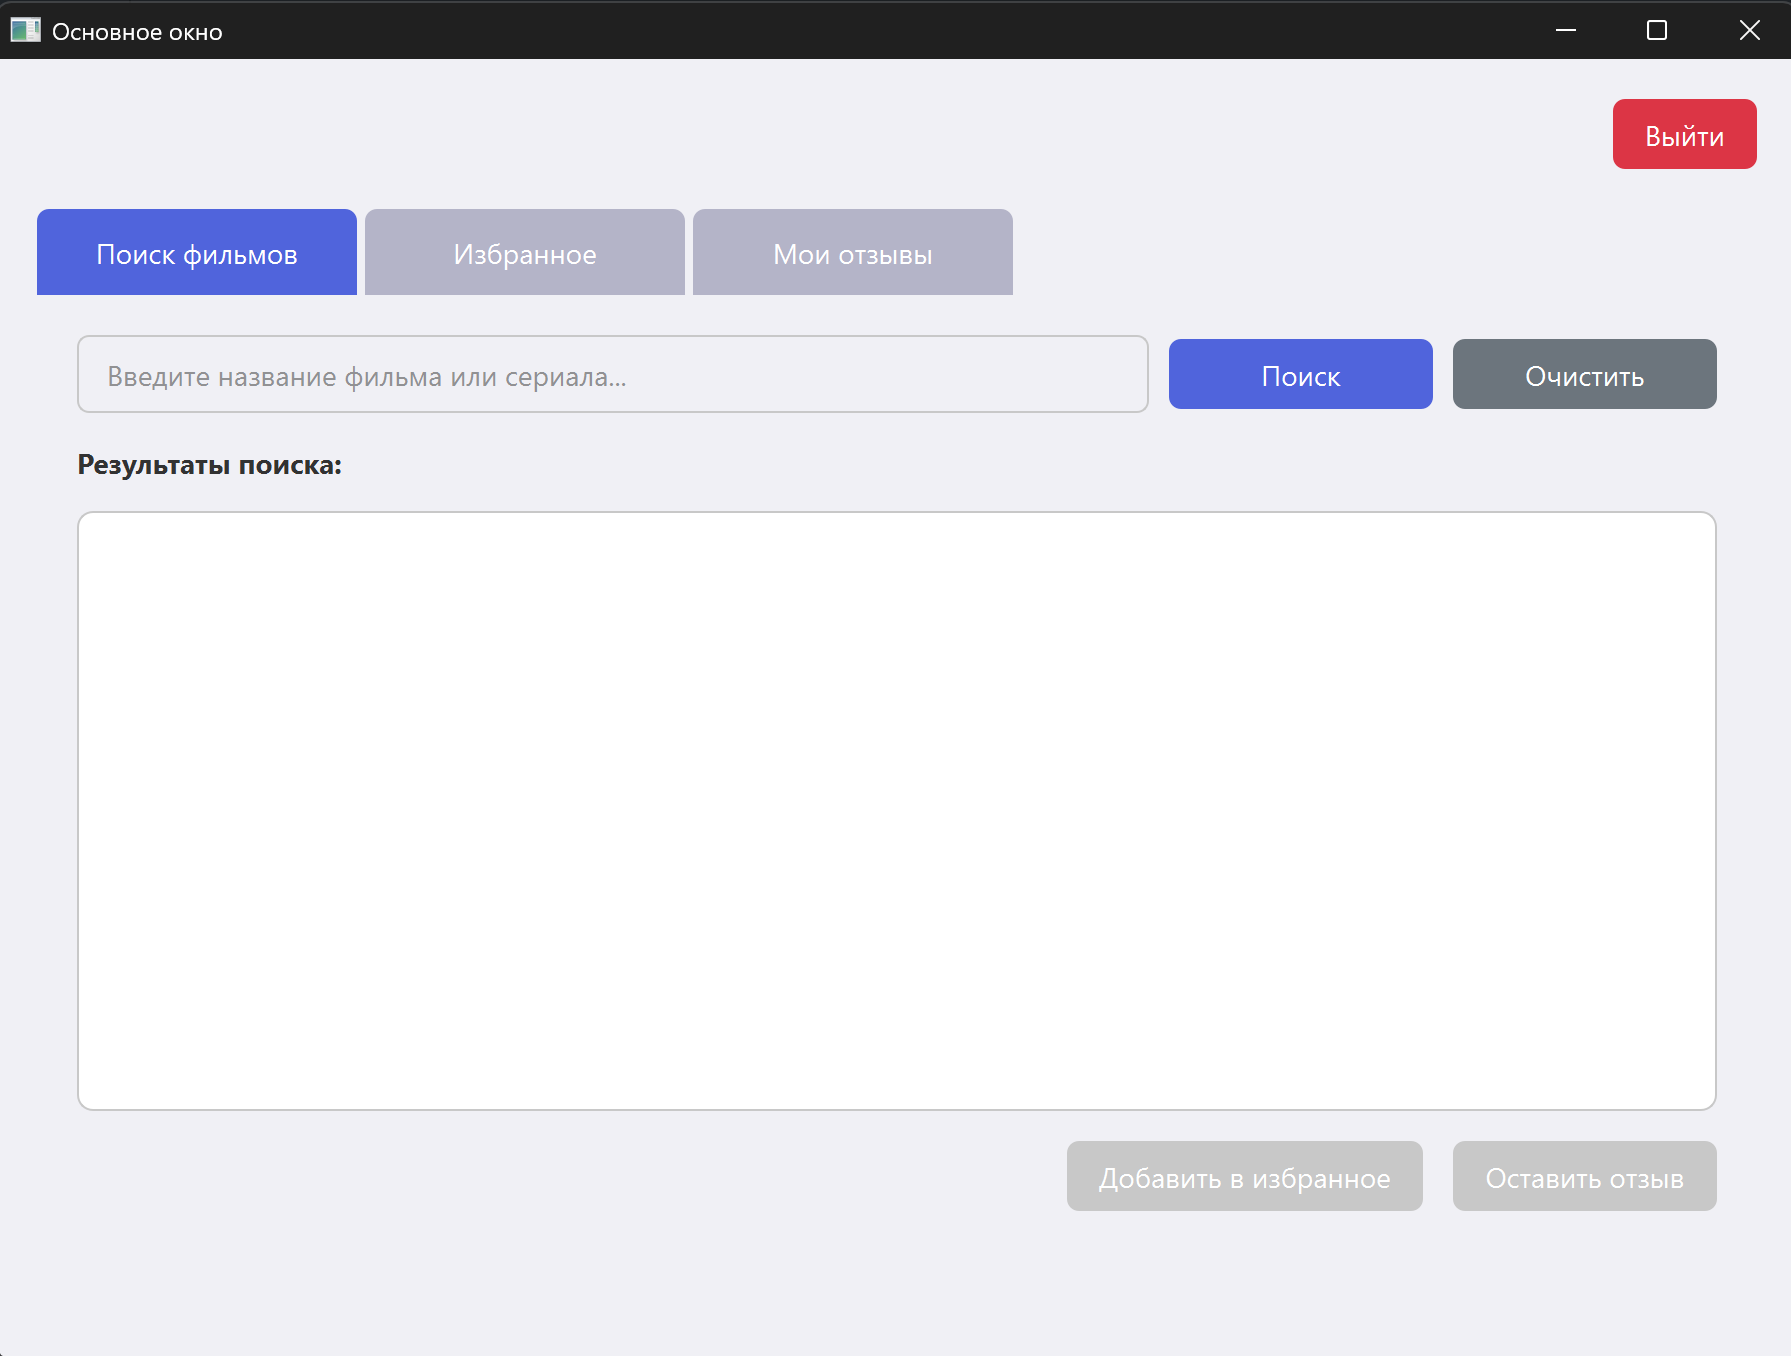 Основное окно
Выйти
Поиск фильмов Избранное Мои отзывы
Введите название фильма или сериала... Поиск Очистить
Результаты поиска:
Добавить в избранное Оставить отзыв